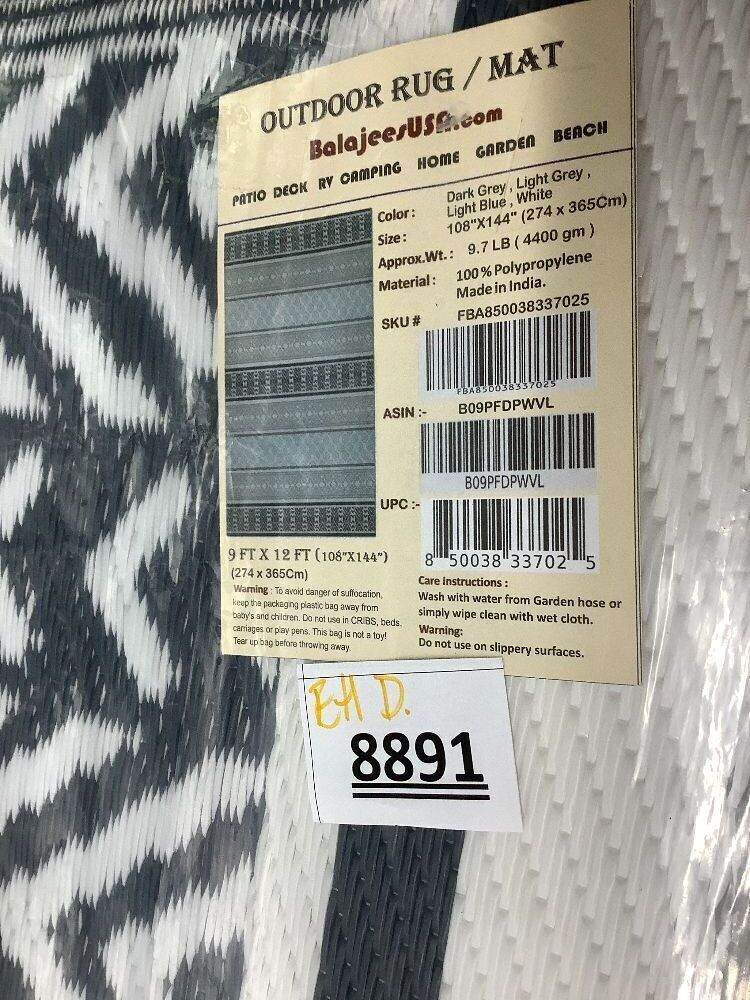 OUTDOOR RUG / MAT
BalajeesUSA.com
PATIO DECK RV CAMPING HOME GARDEN BEACH
Color : Dark Grey , Light Grey ,
Light Blue , White
Size : 108"X144" (274 x 365Cm)
Approx.Wt. : 9.7 LB ( 4400 gm )
Material : 100 % Polypropylene
Made in India.
SKU # FBA850038337025
FBA850038337025
ASIN :- B09PFDPWVL
B09PFDPWVL
UPC :-
8 50038 33702 5
9 FT X 12 FT (108"X144")
(274 x 365Cm)
Warning : To avoid danger of suffocation,
keep the packaging plastic bag away from
baby's and children. Do not use in CRIBS, beds,
carriages or play pens. This bag is not a toy!
Tear up bag before throwing away.
Care Instructions :
Wash with water from Garden hose or
simply wipe clean with wet cloth.
Warning:
Do not use on slippery surfaces.
EH D.
8891